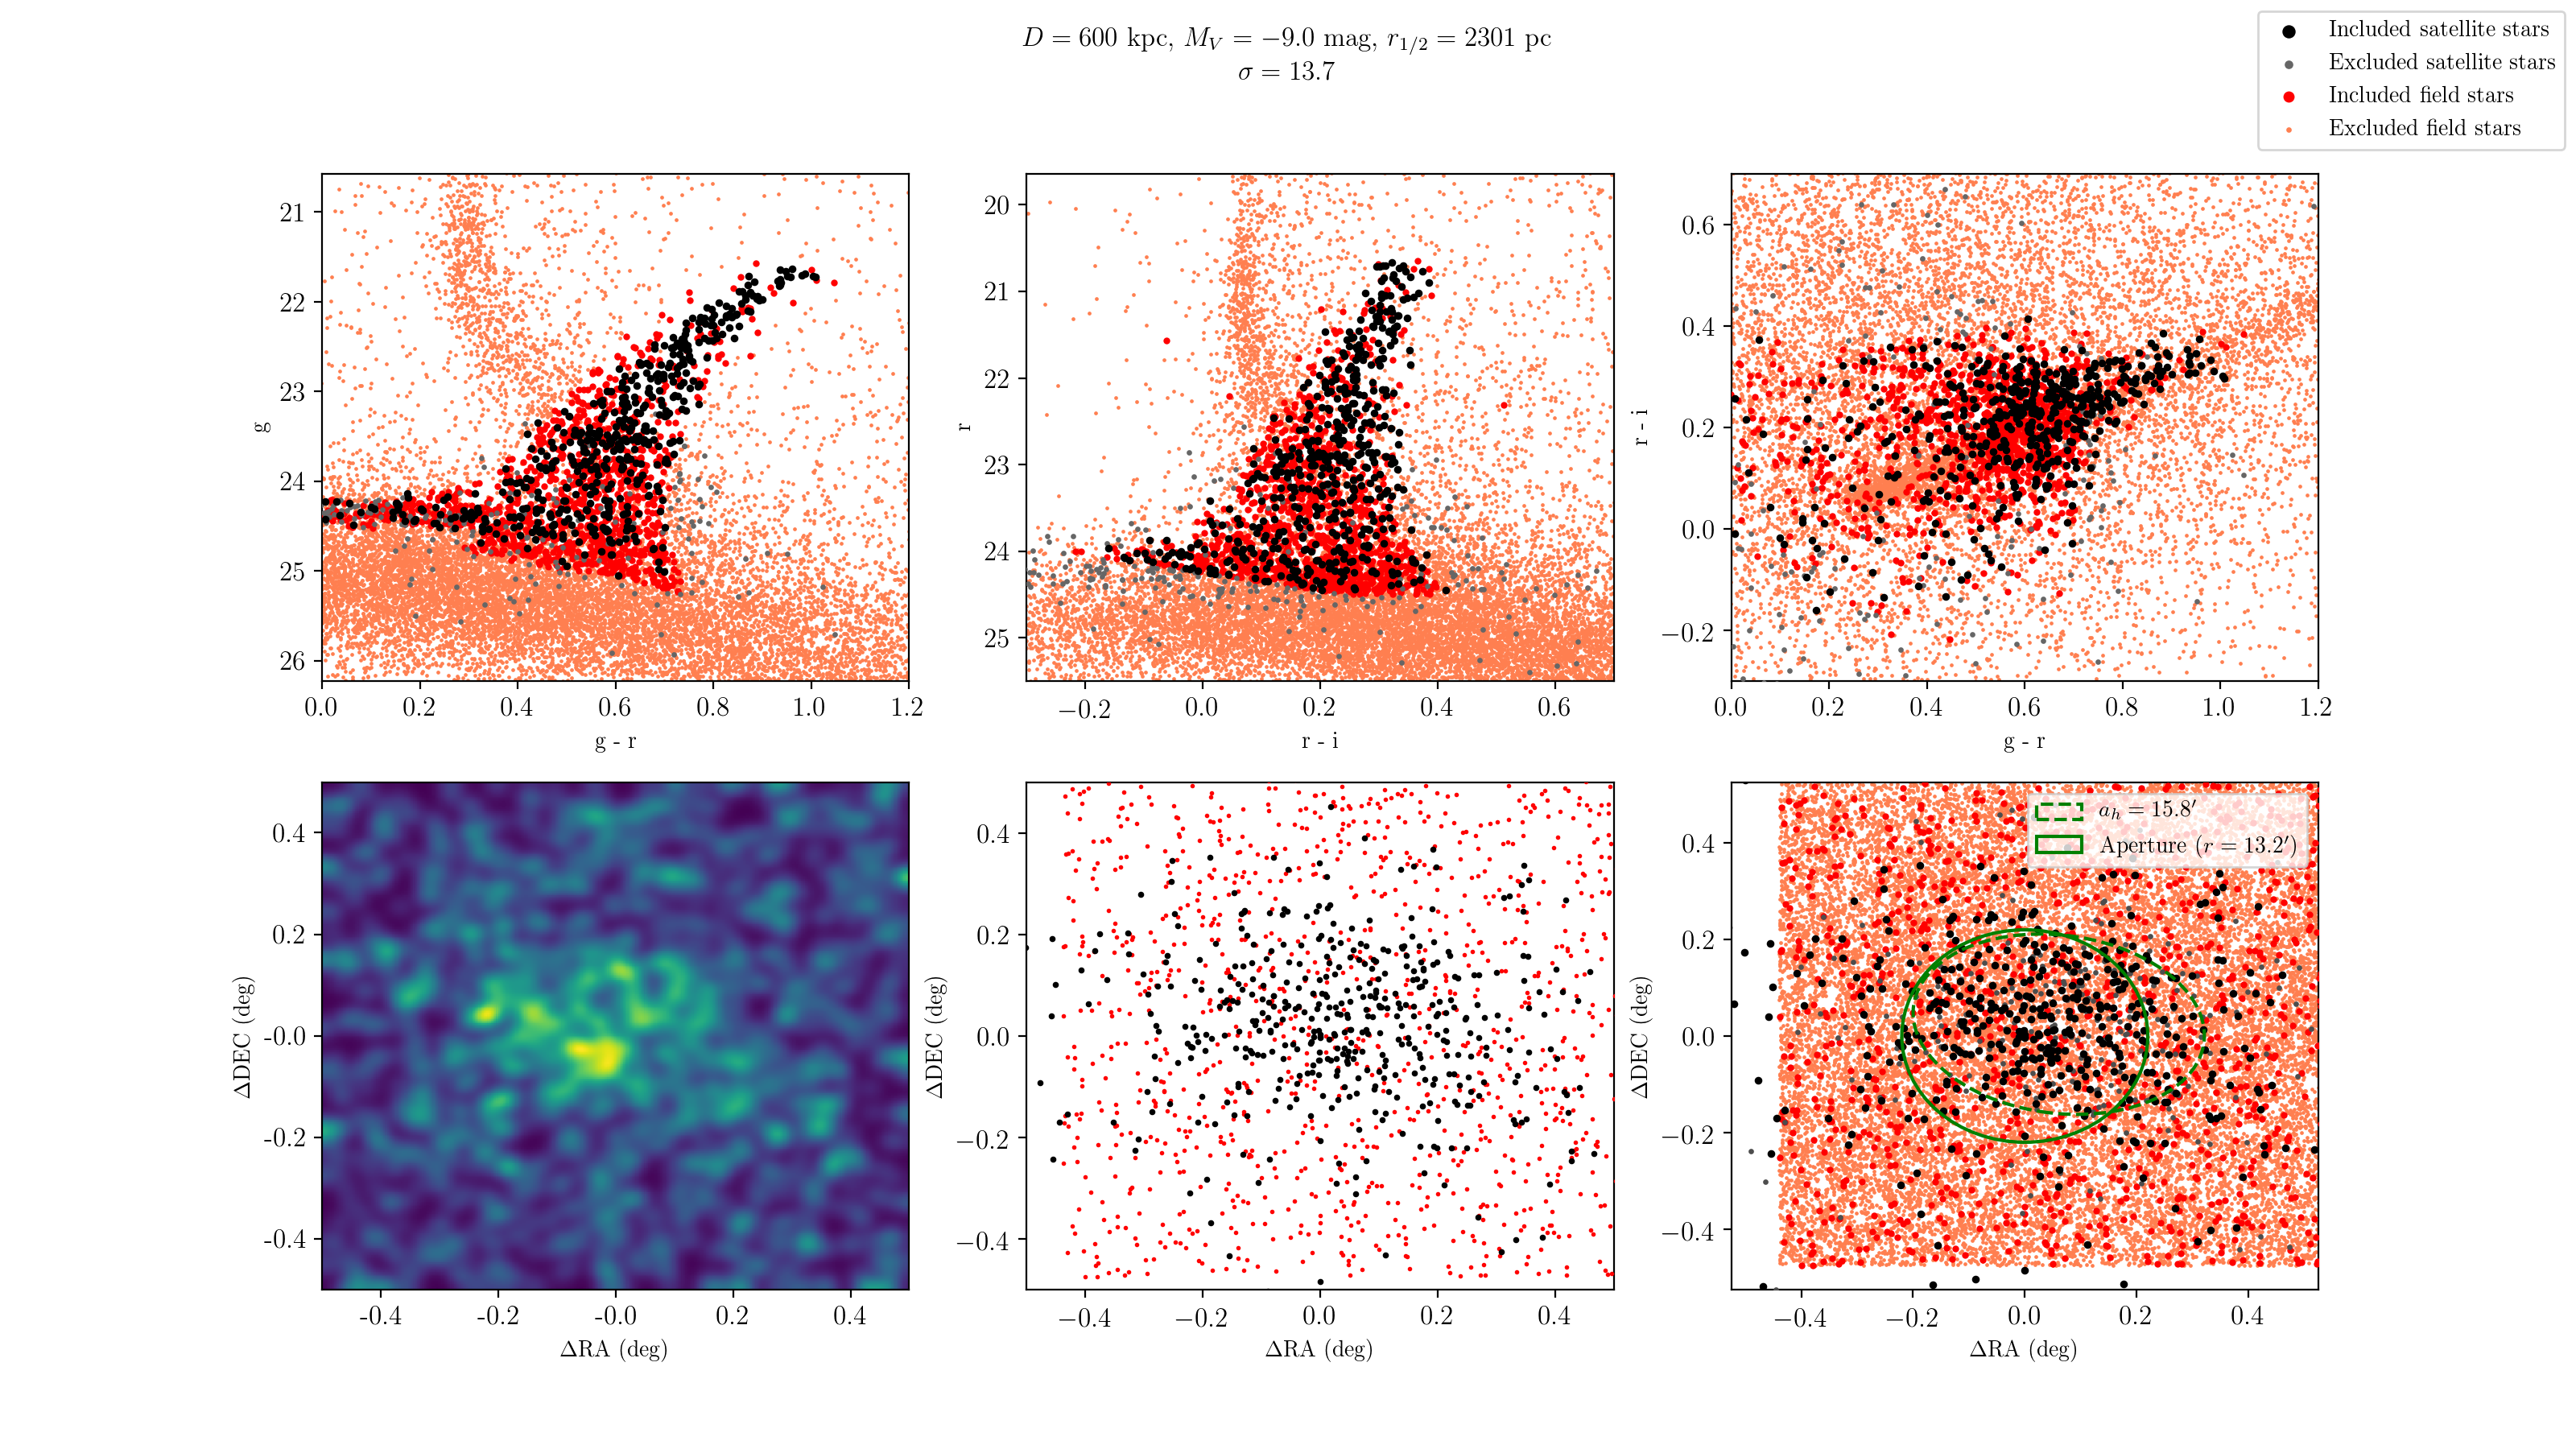 D = 600 kpc, M_V = −9.0 mag, r_{1/2} = 2301 pc
σ = 13.7
Included satellite stars
Excluded satellite stars
Included field stars
Excluded field stars
21
22
23
24
25
26
g
0.0 0.2 0.4 0.6 0.8 1.0 1.2
g - r
20
21
22
23
24
25
r
−0.2 0.0 0.2 0.4 0.6
r - i
0.6
0.4
0.2
0.0
−0.2
r - i
0.0 0.2 0.4 0.6 0.8 1.0 1.2
g - r
0.4
0.2
-0.0
-0.2
-0.4
ΔDEC (deg)
-0.4 -0.2 -0.0 0.2 0.4
ΔRA (deg)
0.4
0.2
0.0
−0.2
−0.4
ΔDEC (deg)
−0.4 −0.2 0.0 0.2 0.4
ΔRA (deg)
a_h = 15.8′
Aperture (r = 13.2′)
0.4
0.2
0.0
−0.2
−0.4
ΔDEC (deg)
−0.4 −0.2 0.0 0.2 0.4
ΔRA (deg)